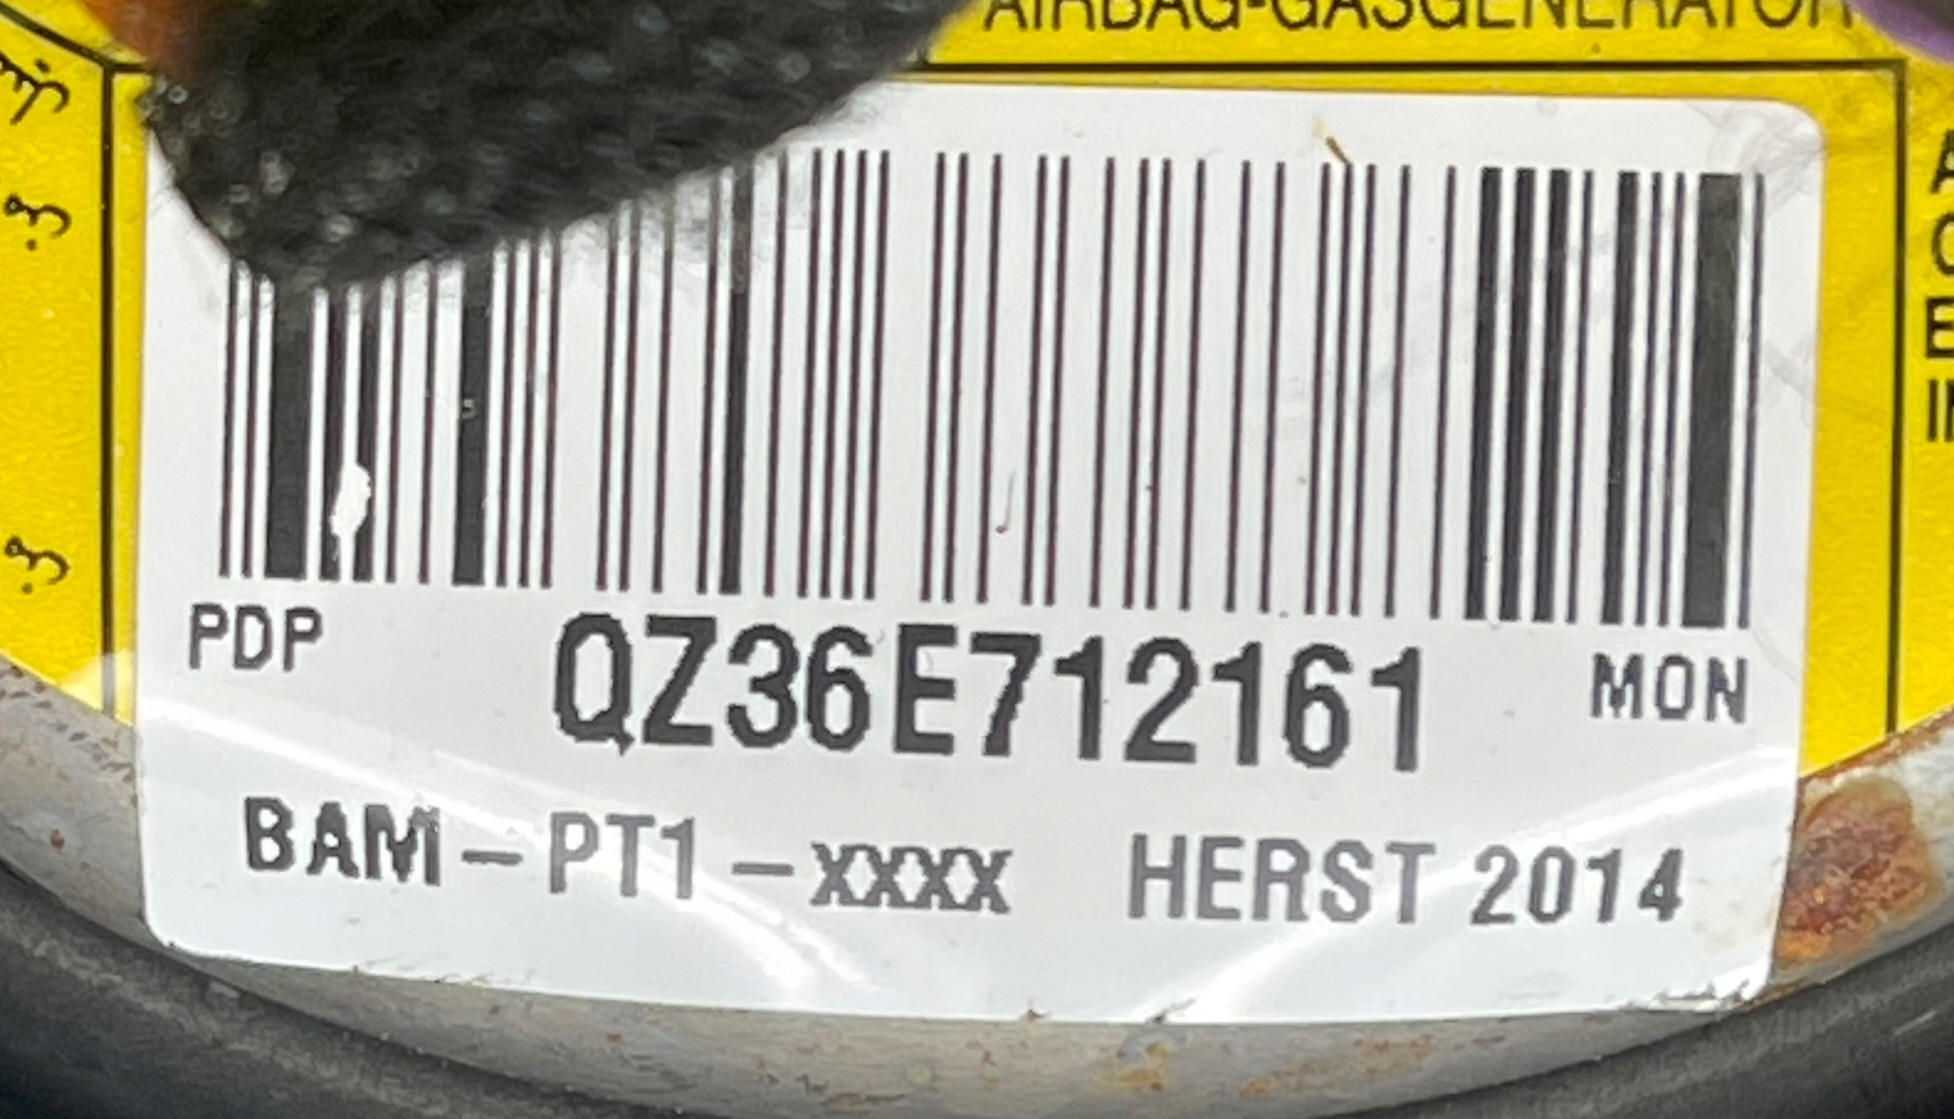 AIRBAG-GASGENERATOR
PDP QZ36E712161 MON
BAM-PT1-XXXX HERST 2014